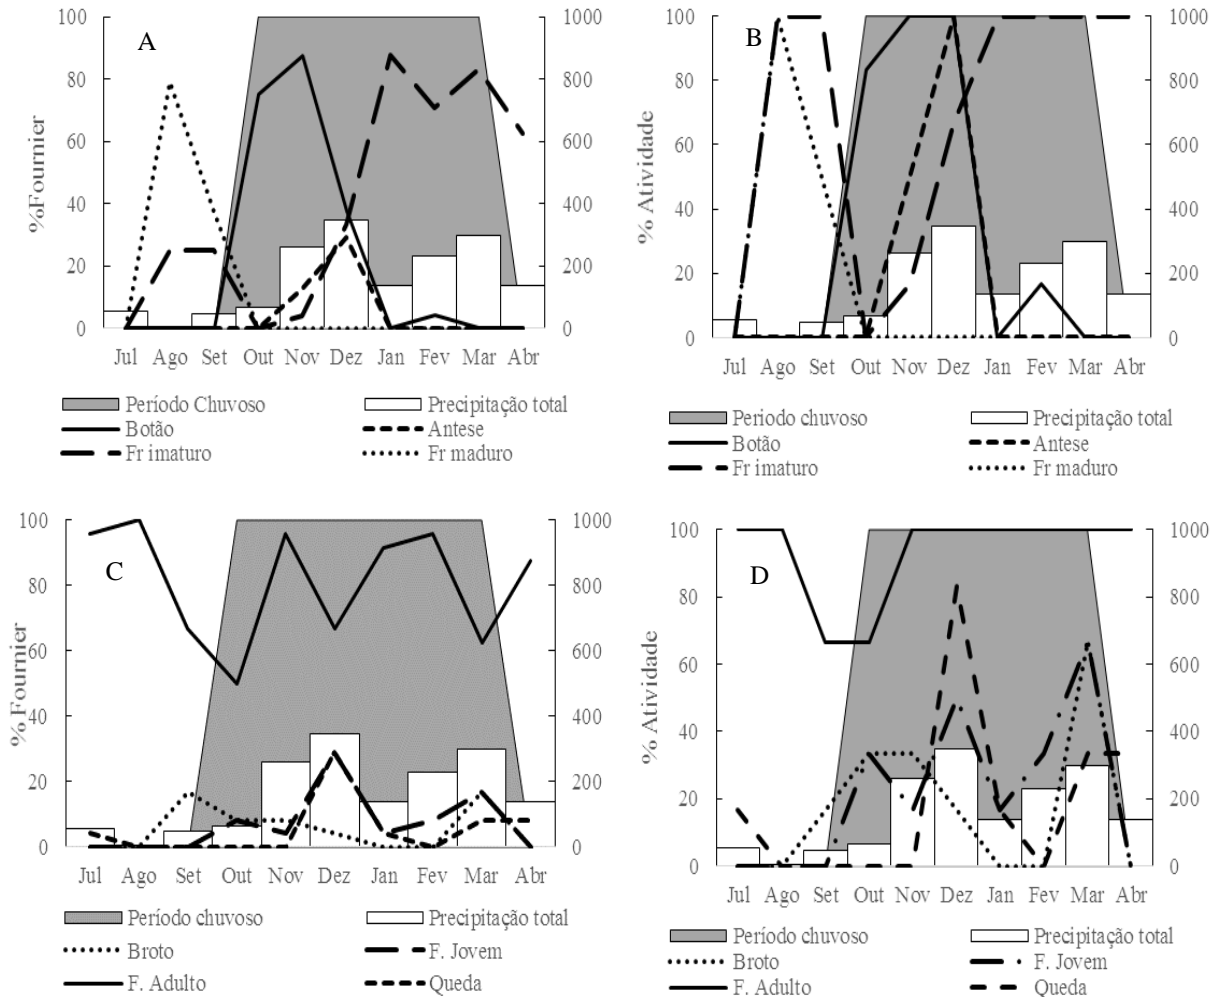 A
%Fournier
100
80
60
40
20
0
1000
800
600
400
200
0
Jul Ago Set Out Nov Dez Jan Fev Mar Abr
Período Chuvoso Precipitação total
Botão Antese
Fr imaturo Fr maduro
B
% Atividade
100
80
60
40
20
0
1000
800
600
400
200
0
Jul Ago Set Out Nov Dez Jan Fev Mar Abr
Periodo chuvoso Precipitação total
Botão Antese
Fr imaturo Fr maduro
C
% Fournier
100
80
60
40
20
0
1000
800
600
400
200
0
Jul Ago Set Out Nov Dez Jan Fev Mar Abr
Período chuvoso Precipitação total
Broto F. Jovem
F. Adulto Queda
D
% Atividade
100
80
60
40
20
0
1000
800
600
400
200
0
Jul Ago Set Out Nov Dez Jan Fev Mar Abr
Período chuvoso Precipitação total
Broto F. Jovem
F. Adulto Queda